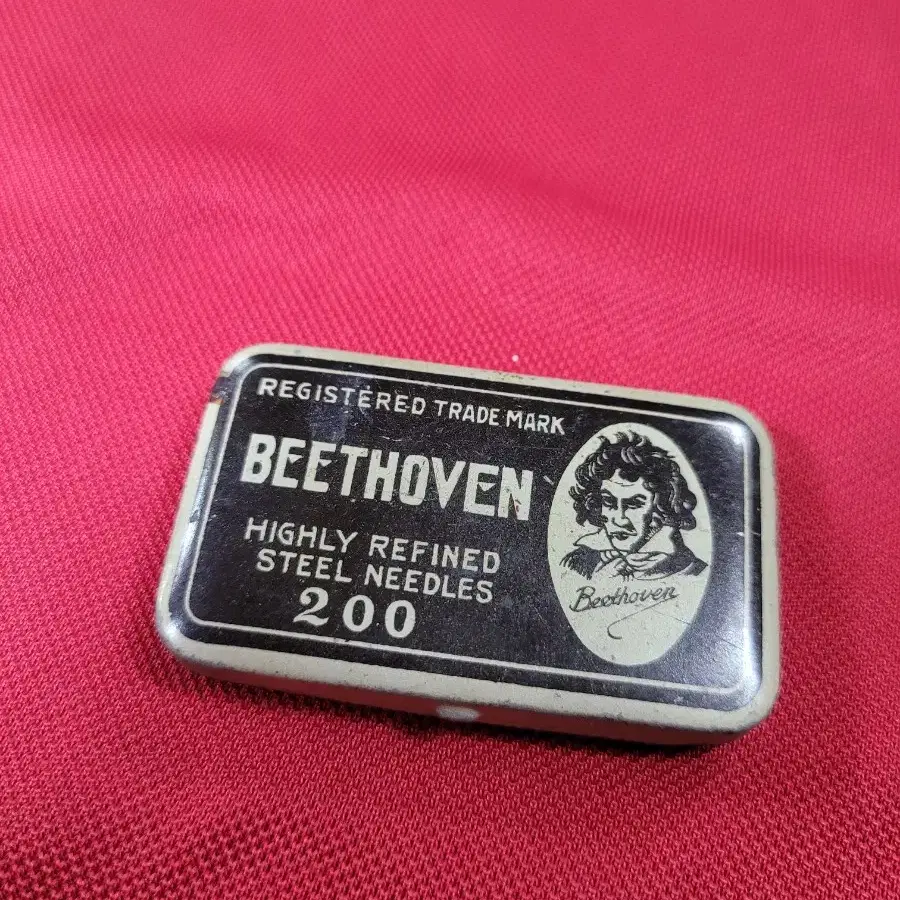 REGISTERED TRADE MARK
BEETHOVEN
HIGHLY REFINED
STEEL NEEDLES
200
Beethoven